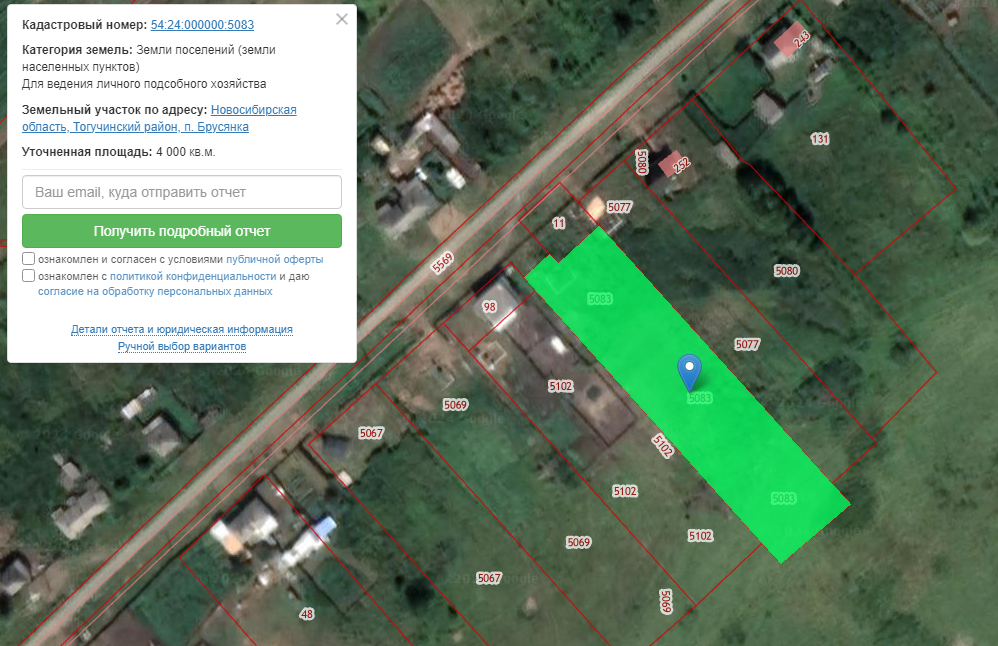 Кадастровый номер: 54:24:000000:5083
Категория земель: Земли поселений (земли
населенных пунктов)
Для ведения личного подсобного хозяйства
Земельный участок по адресу: Новосибирская
область, Тогучинский район, п. Брусянка
Уточненная площадь: 4 000 кв.м.
Ваш email, куда отправить отчет
Получить подробный отчет
ознакомлен и согласен с условиями публичной оферты
ознакомлен с политикой конфиденциальности и даю
согласие на обработку персональных данных
Детали отчета и юридическая информация
Ручной выбор вариантов
243
131
5080
252
5077
11
5569
5080
5083
98
5077
5102
5083
5069
5067
5102
5102
5083
5102
5069
5067
5069
48